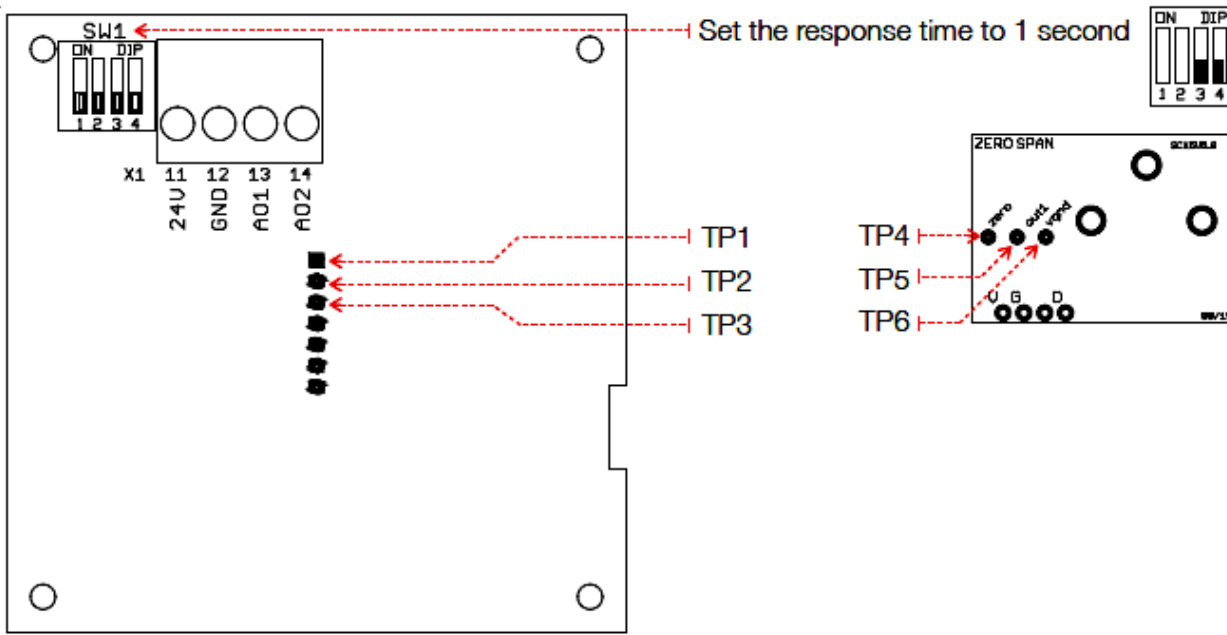 SW1
ON DIP
1 2 3 4
X1 11 12 13 14
24V GND AO1 AO2
Set the response time to 1 second
ON DIP
1 2 3 4
TP1
TP2
TP3
TP4
TP5
TP6
ZERO SPAN
zero out1 vgnd
V G D